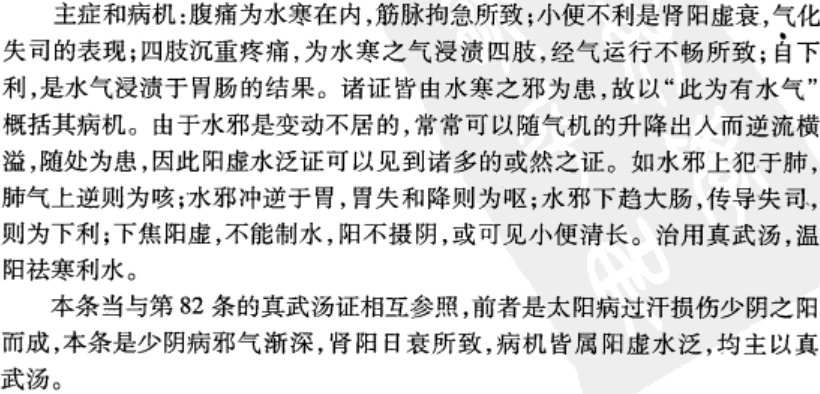 主症和病机:腹痛为水寒在内,筋脉拘急所致;小便不利是肾阳虚衰,气化
失司的表现;四肢沉重疼痛,为水寒之气浸渍四肢,经气运行不畅所致;自下
利,是水气浸渍于胃肠的结果。诸证皆由水寒之邪为患,故以“此为有水气”
概括其病机。由于水邪是变动不居的,常常可以随气机的升降出入而逆流横
溢,随处为患,因此阳虚水泛证可以见到诸多的或然之证。如水邪上犯于肺,
肺气上逆则为咳;水邪冲逆于胃,胃失和降则为呕;水邪下趋大肠,传导失司,
则为下利;下焦阳虚,不能制水,阳不摄阴,或可见小便清长。治用真武汤,温
阳祛寒利水。
本条当与第 82 条的真武汤证相互参照,前者是太阳病过汗损伤少阴之阳
而成,本条是少阴病邪气渐深,肾阳日衰所致,病机皆属阳虚水泛,均主以真
武汤。